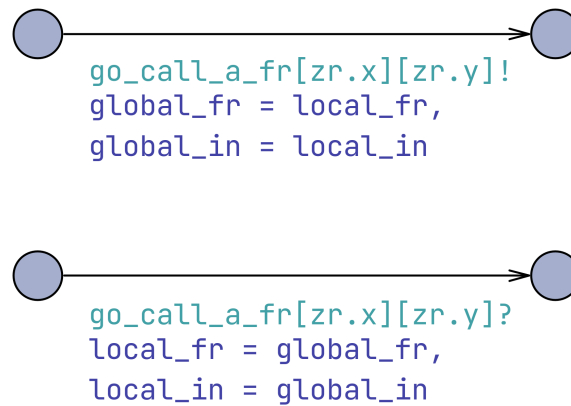 go_call_a_fr[zr.x][zr.y]!
global_fr = local_fr,
global_in = local_in
go_call_a_fr[zr.x][zr.y]?
local_fr = global_fr,
local_in = global_in